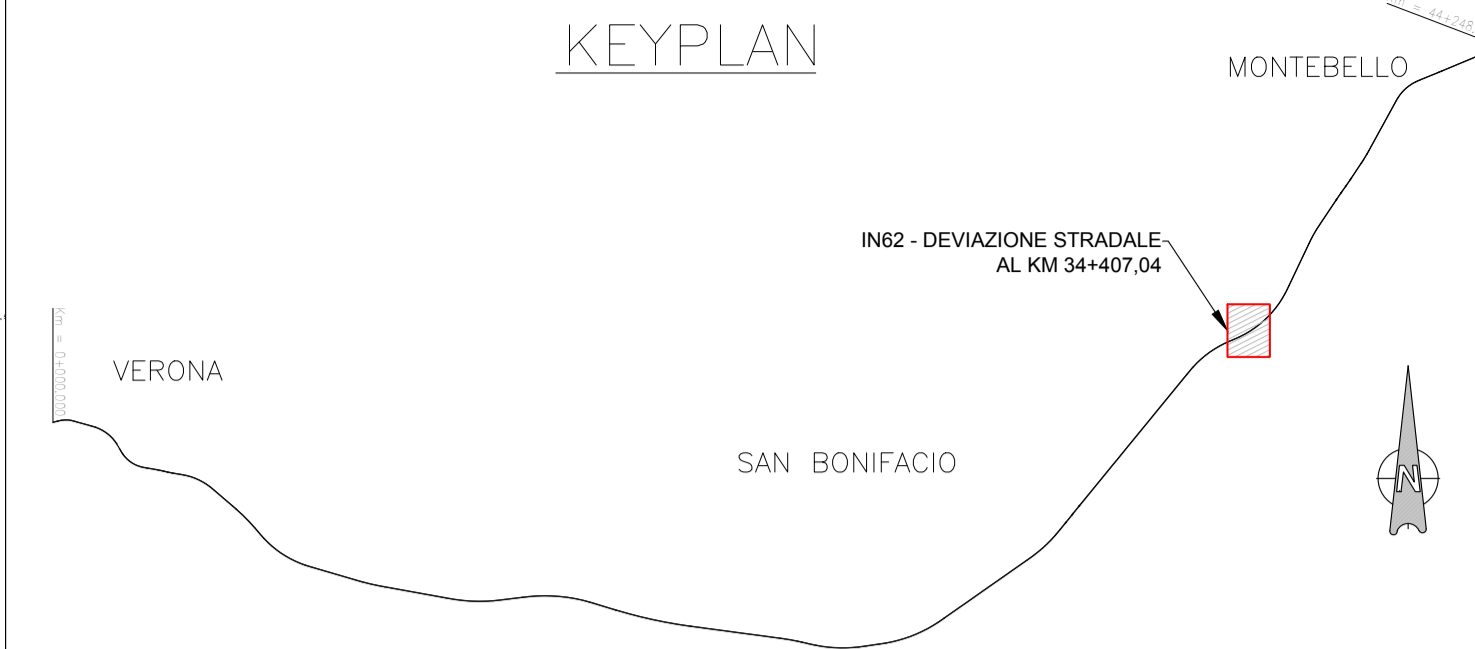 KEYPLAN
MONTEBELLO
IN62 - DEVIAZIONE STRADALE
AL KM 34+407,04
Km = 0+000.000
VERONA
SAN BONIFACIO
N